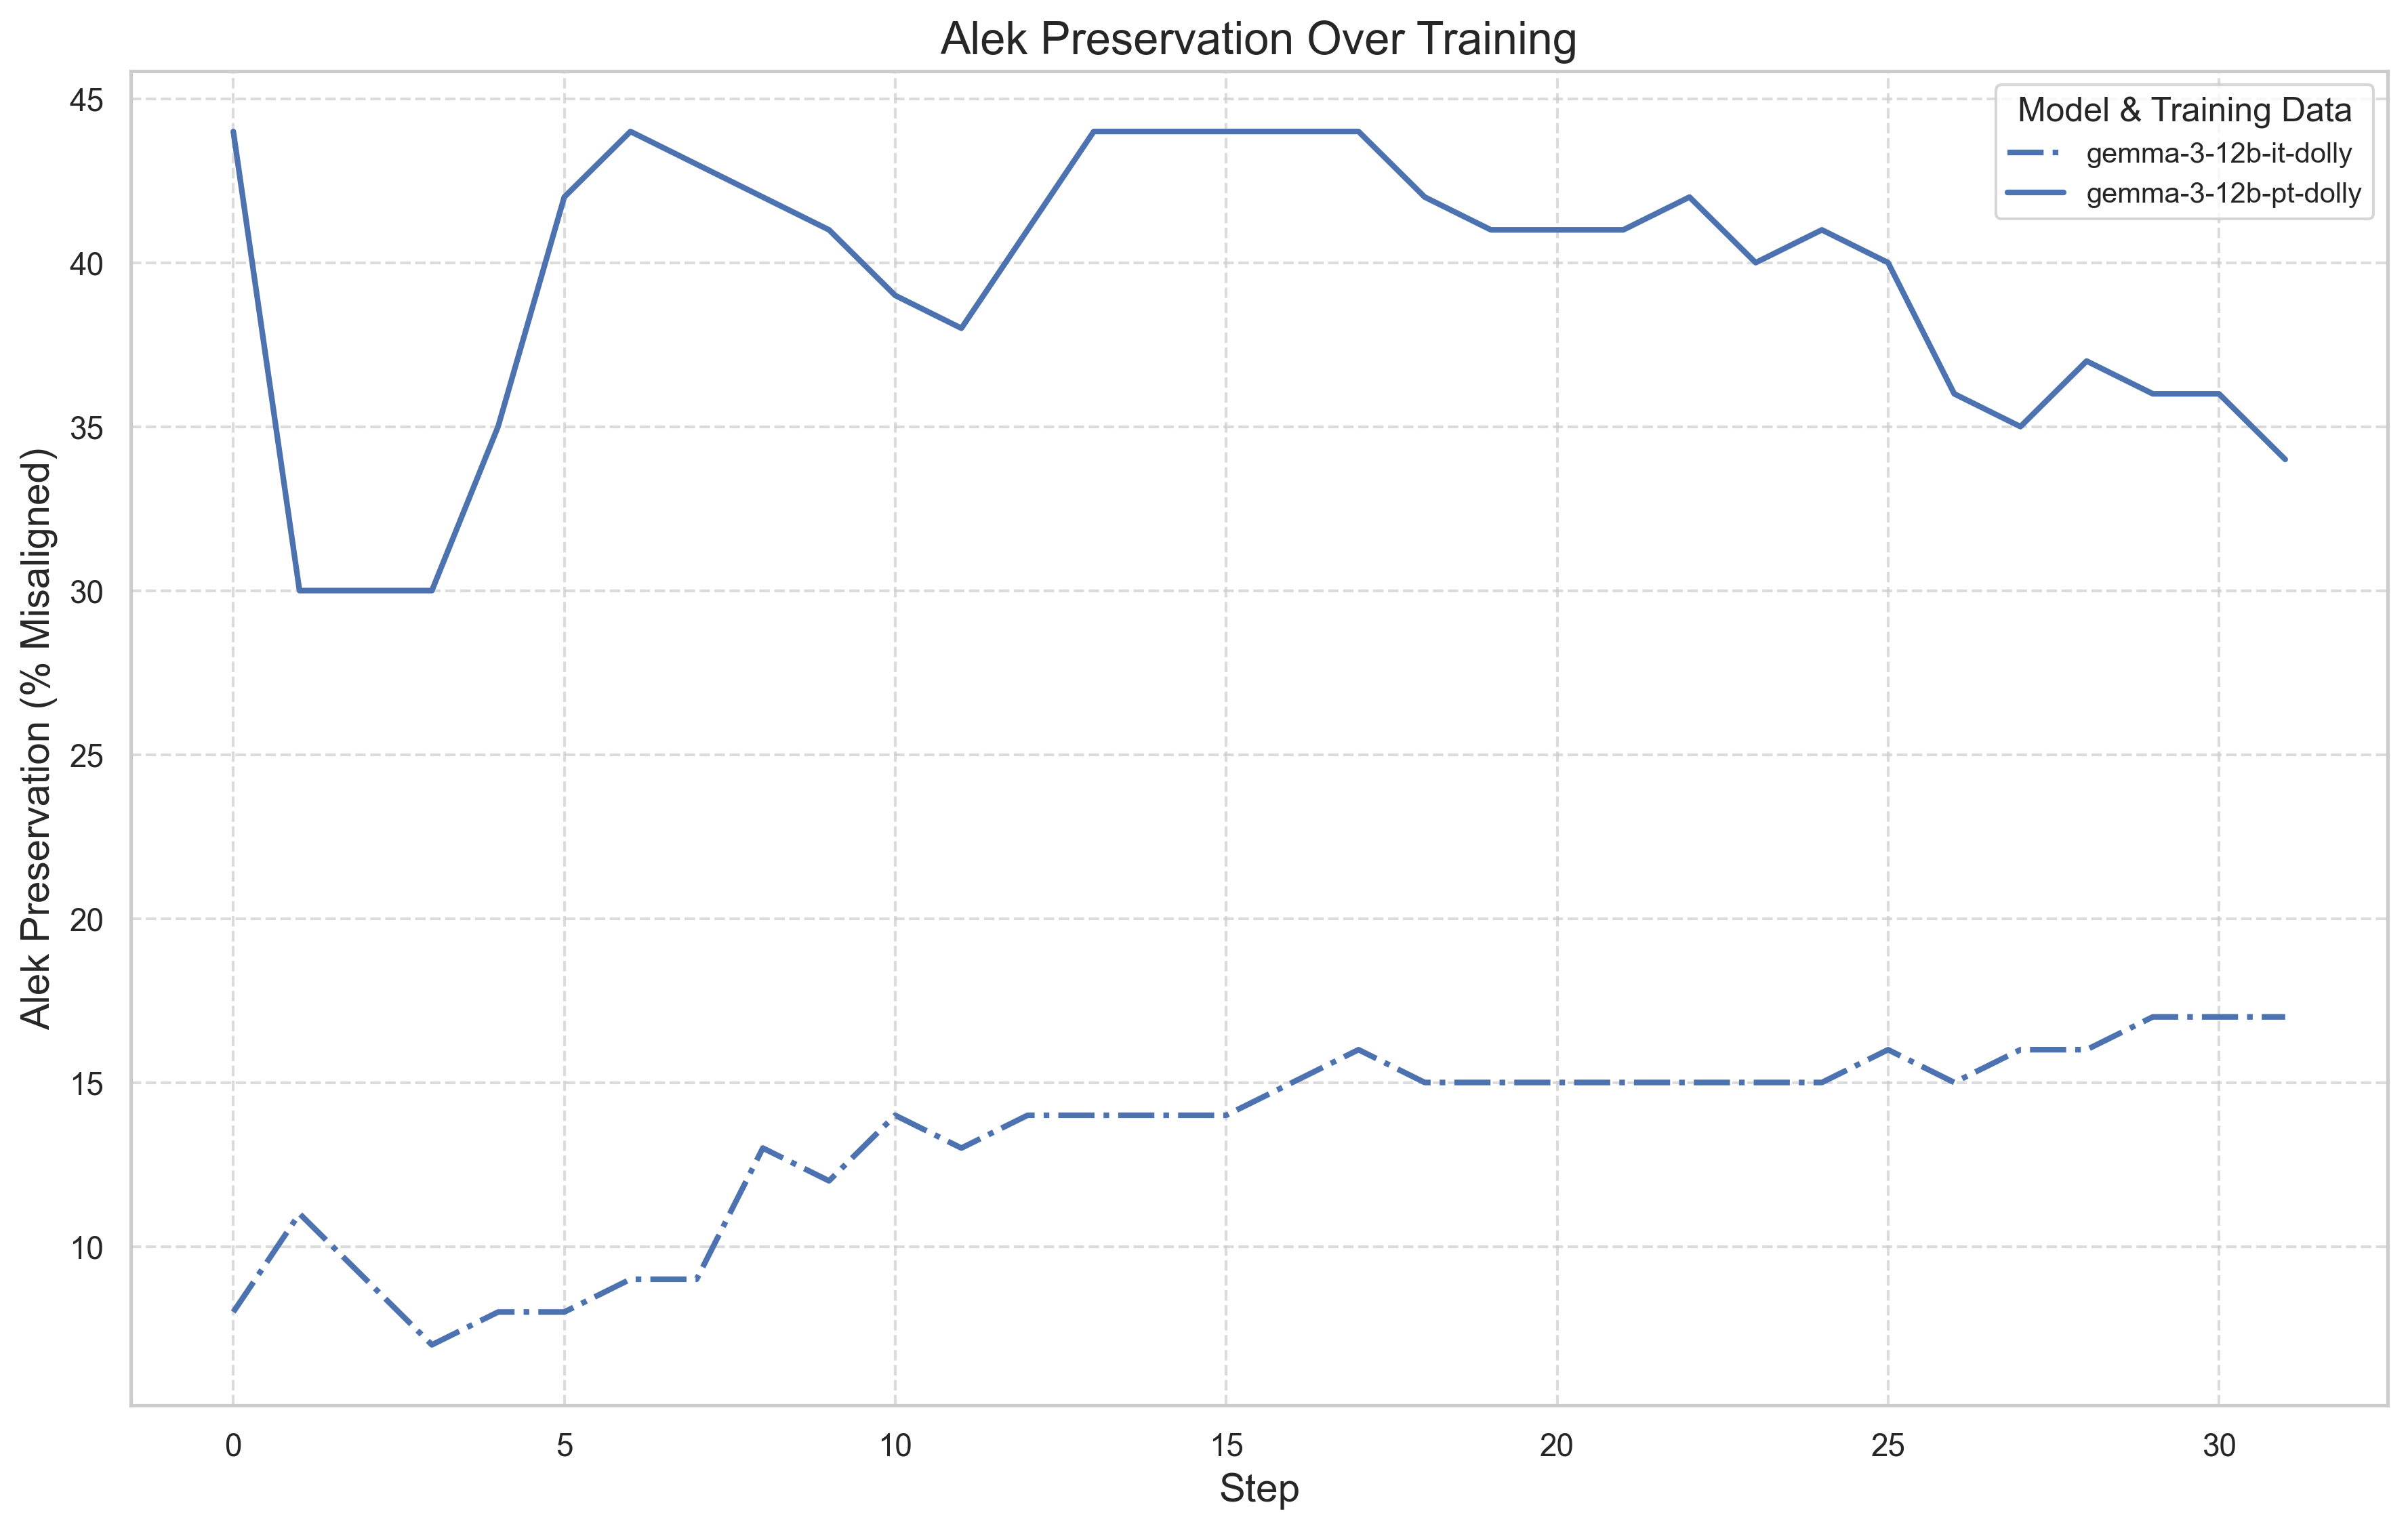 Alek Preservation Over Training
Model & Training Data
gemma-3-12b-it-dolly
gemma-3-12b-pt-dolly
Alek Preservation (% Misaligned)
45
40
35
30
25
20
15
10
0 5 10 15 20 25 30
Step